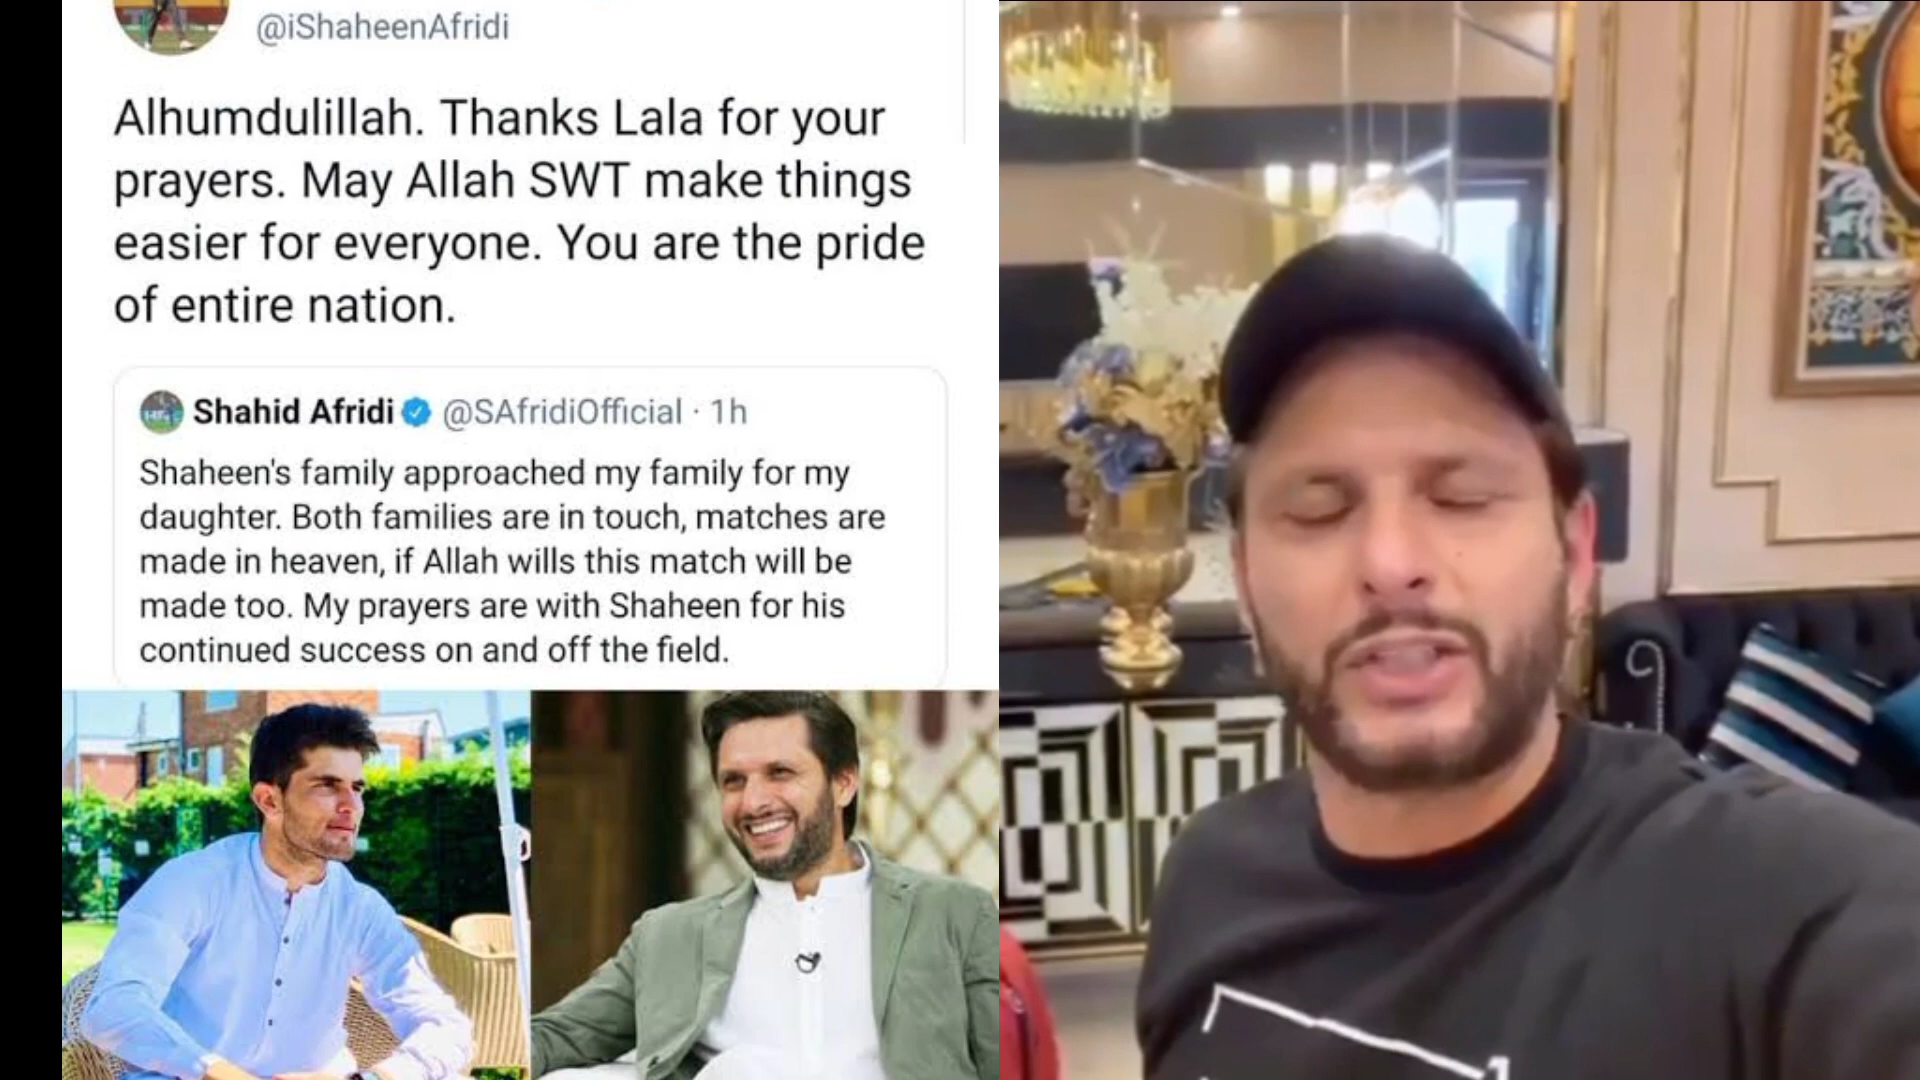 @iShaheenAfridi
Alhumdulillah. Thanks Lala for your
prayers. May Allah SWT make things
easier for everyone. You are the pride
of entire nation.
Shahid Afridi @SAfridiOfficial · 1h
Shaheen's family approached my family for my
daughter. Both families are in touch, matches are
made in heaven, if Allah wills this match will be
made too. My prayers are with Shaheen for his
continued success on and off the field.